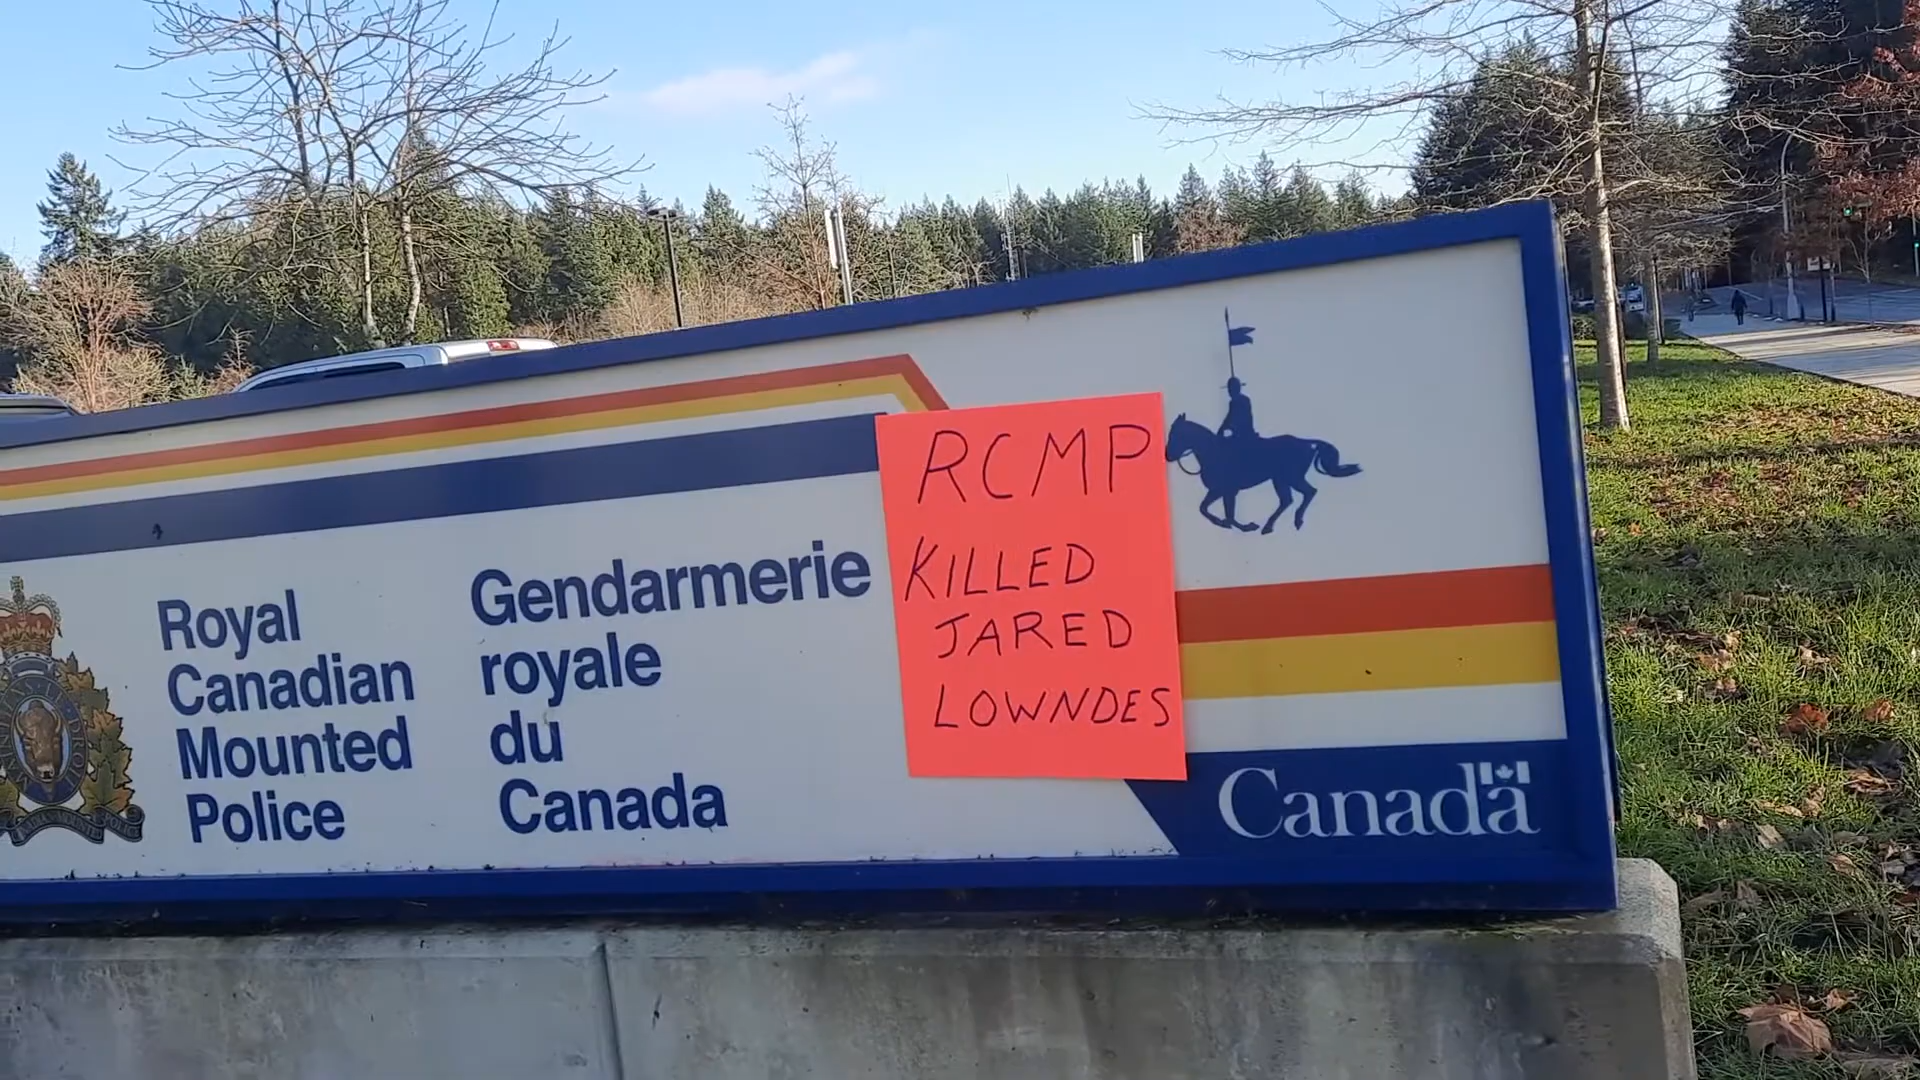 Royal
Canadian
Mounted
Police
Gendarmerie
royale
du
Canada
RCMP
KILLED
JARED
LOWNDES
Canada